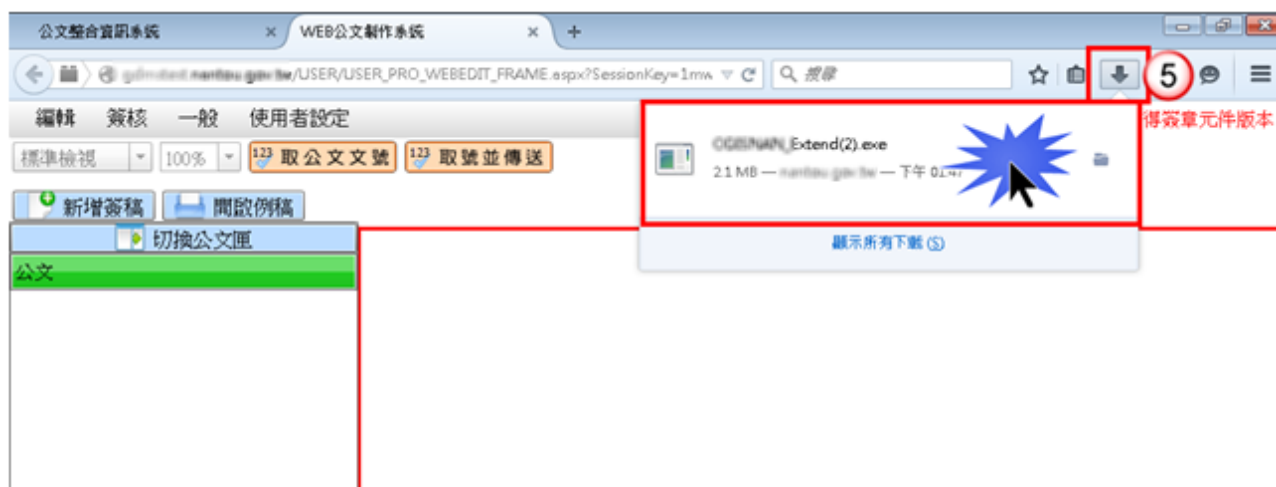 公文整合資訊系統 × WEB公文製作系統 × +
/USER/USER_PRO_WEBEDIT_FRAME.aspx?SessionKey=1mw 搜尋
5
編輯 簽核 一般 使用者設定
得簽章元件版本
_Extend(2).exe
標準檢視 100% 123 取公文文號 123 取號並傳送
2.1 MB — — 下午
新增簽稿 開啟例稿
切換公文匣
顯示所有下載(S)
公文